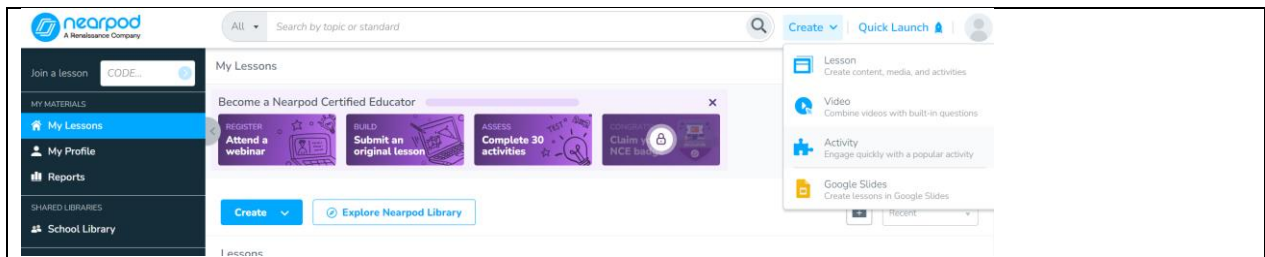 nearpod
A Renaissance Company
All
Search by topic or standard
Create
Quick Launch
Join a lesson
CODE...
MY MATERIALS
My Lessons
My Profile
Reports
SHARED LIBRARIES
School Library
My Lessons
Become a Nearpod Certified Educator
REGISTER
Attend a
webinar
BUILD
Submit an
original lesson
ASSESS
Complete 30
activities
TEST
Claim
NCE
Create
Explore Nearpod Library
Recent
Lessons
Lesson
Create content, media, and activities
Video
Combine videos with built-in questions
Activity
Engage quickly with a popular activity
Google Slides
Create lessons in Google Slides